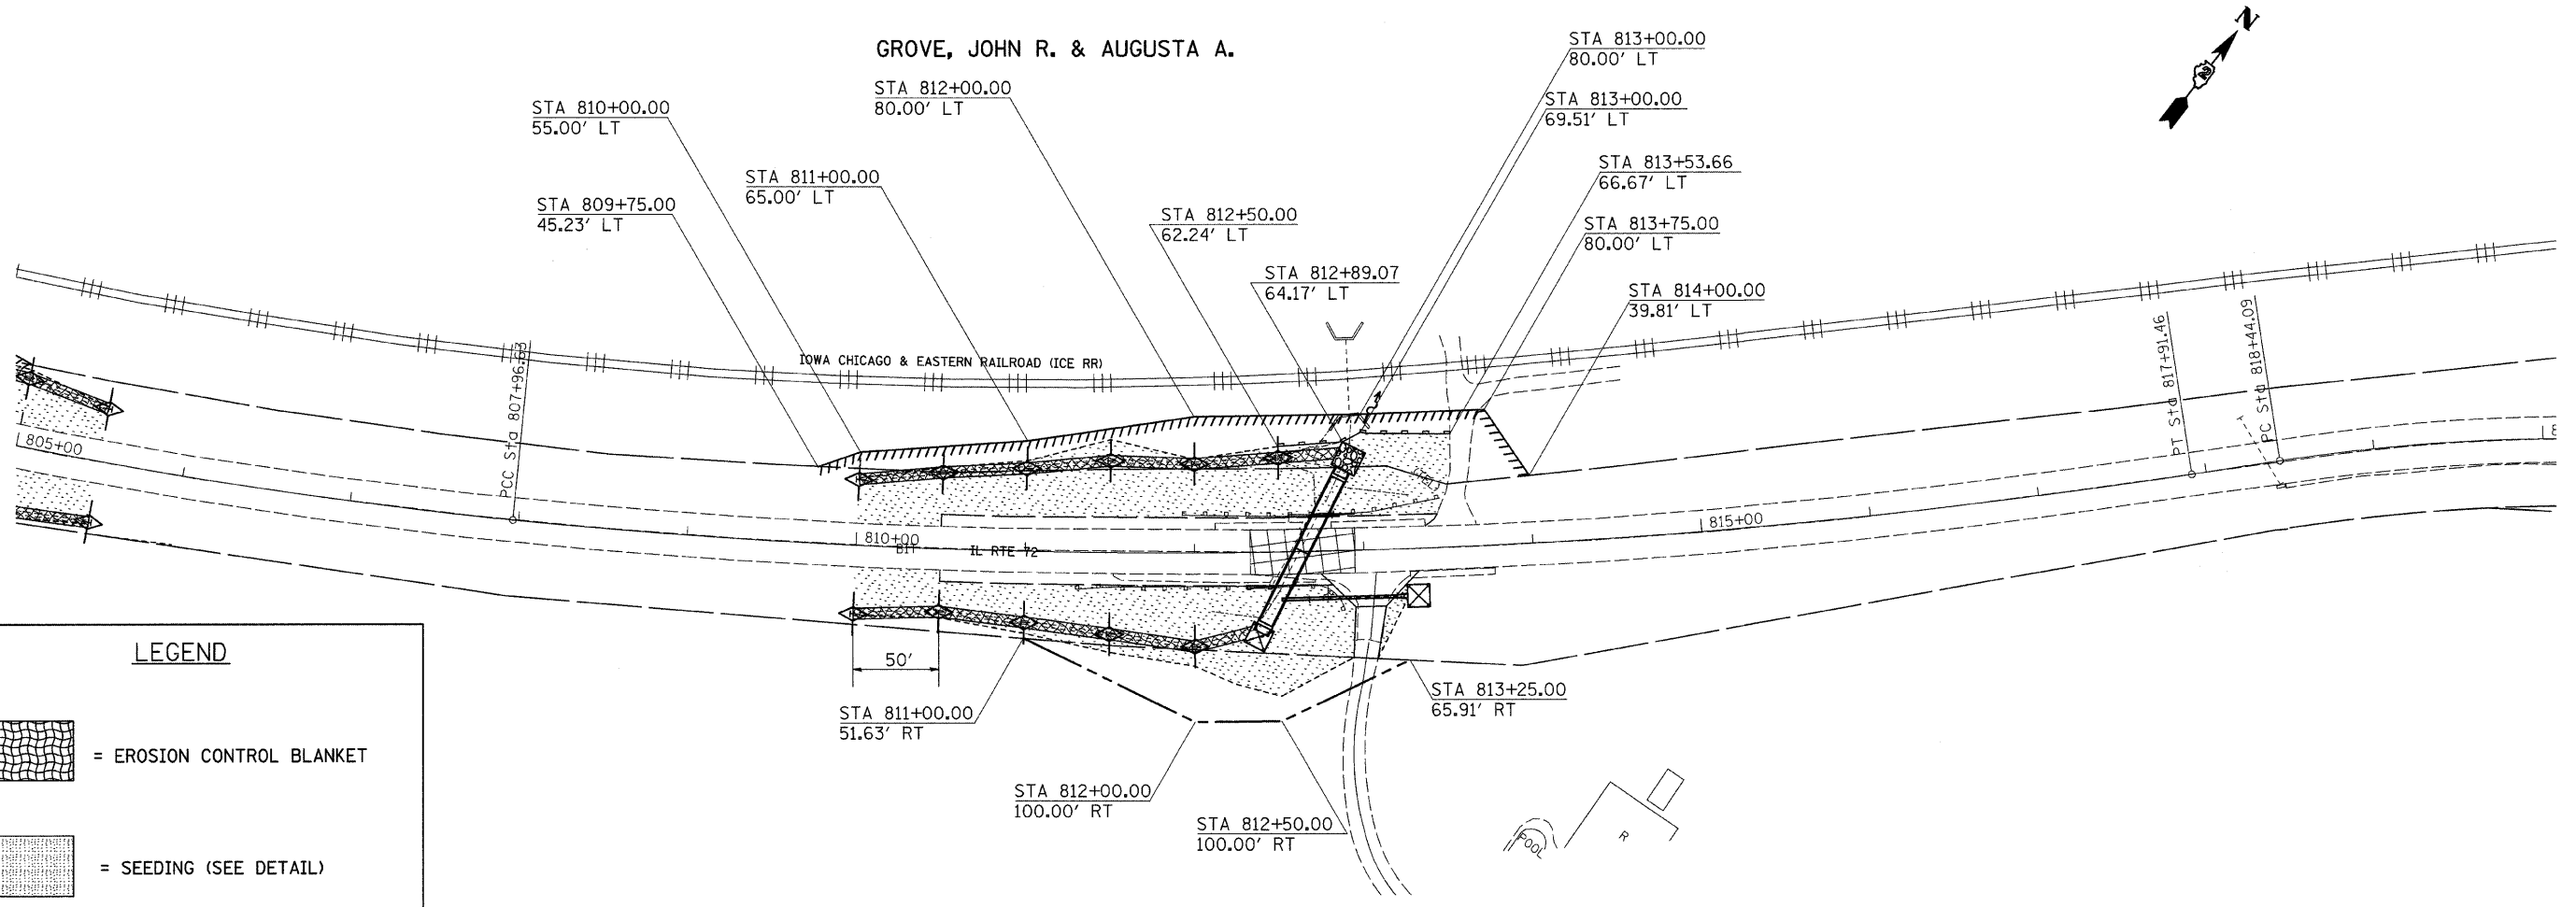 GROVE, JOHN R. & AUGUSTA A.
N
STA 813+00.00
80.00' LT
STA 812+00.00
80.00' LT
STA 810+00.00
55.00' LT
STA 813+00.00
69.51' LT
STA 811+00.00
65.00' LT
STA 813+53.66
66.67' LT
STA 809+75.00
45.23' LT
STA 812+50.00
62.24' LT
STA 813+75.00
80.00' LT
STA 812+89.07
64.17' LT
STA 814+00.00
39.81' LT
IOWA CHICAGO & EASTERN RAILROAD (ICE RR)
PCC Sta 807+96.63
PT Sta 817+91.46
PC Sta 818+44.09
805+00
810+00
BIT
IL RTE 72
815+00
50'
STA 811+00.00
51.63' RT
STA 813+25.00
65.91' RT
STA 812+00.00
100.00' RT
STA 812+50.00
100.00' RT
POOL
R
LEGEND
= EROSION CONTROL BLANKET
= SEEDING (SEE DETAIL)